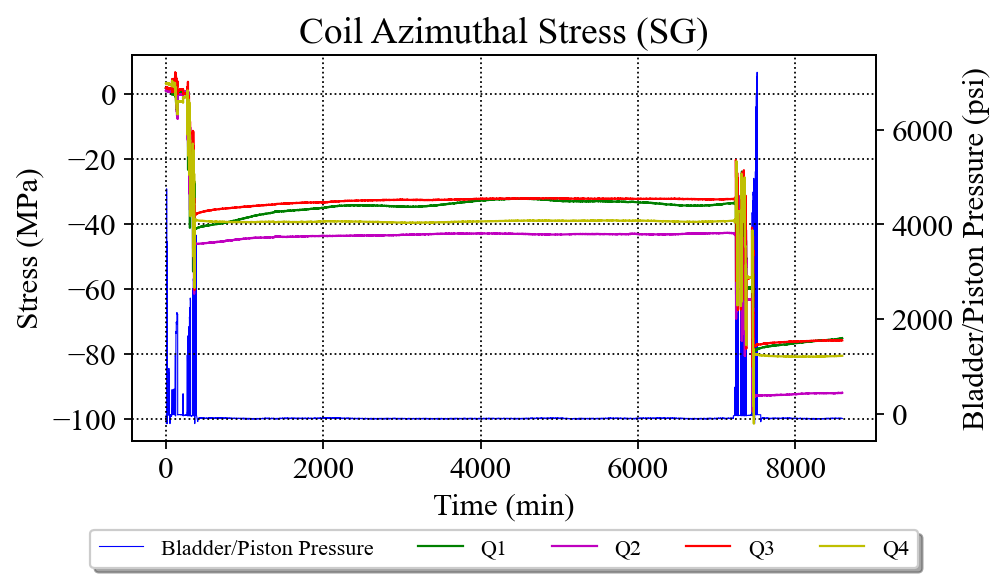 Coil Azimuthal Stress (SG)
Stress (MPa)
0
−20
−40
−60
−80
−100
6000
4000
2000
0
Bladder/Piston Pressure (psi)
0 2000 4000 6000 8000
Time (min)
Bladder/Piston Pressure Q1 Q2 Q3 Q4